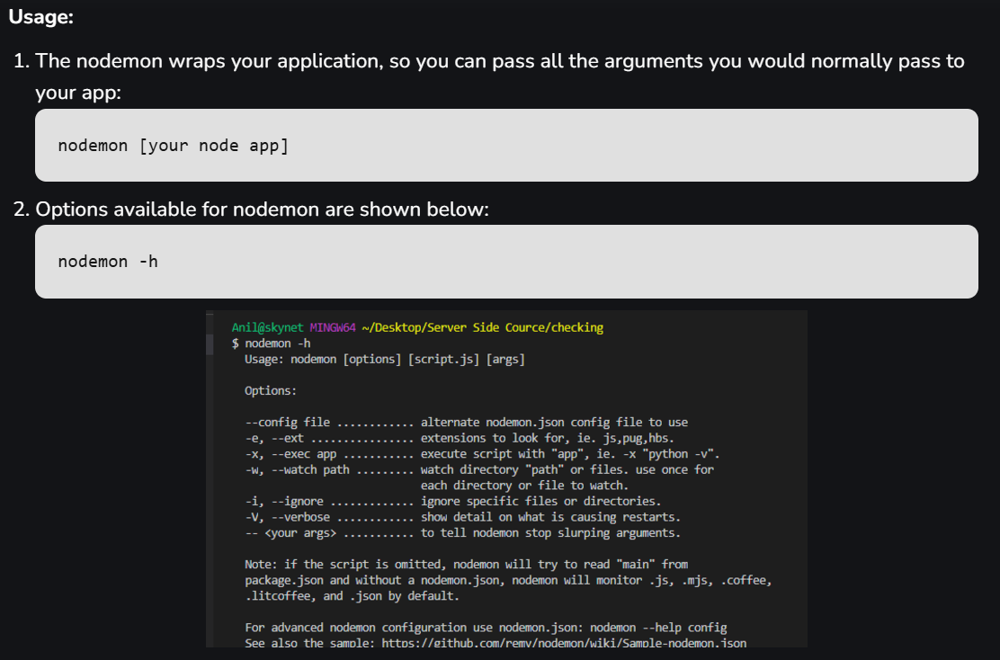 Usage:
1. The nodemon wraps your application, so you can pass all the arguments you would normally pass to
your app:
nodemon [your node app]
2. Options available for nodemon are shown below:
nodemon -h
Anil@skynet MINGW64 ~/Desktop/Server Side Cource/checking
$ nodemon -h
Usage: nodemon [options] [script.js] [args]
Options:
--config file ............ alternate nodemon.json config file to use
-e, --ext ................ extensions to look for, ie. js,pug,hbs.
-x, --exec app ........... execute script with "app", ie. -x "python -v".
-w, --watch path ......... watch directory "path" or files. use once for
each directory or file to watch.
-i, --ignore ............. ignore specific files or directories.
-V, --verbose ............ show detail on what is causing restarts.
-- <your args> ........... to tell nodemon stop slurping arguments.
Note: if the script is omitted, nodemon will try to read "main" from
package.json and without a nodemon.json, nodemon will monitor .js, .mjs, .coffee,
.litcoffee, and .json by default.
For advanced nodemon configuration use nodemon.json: nodemon --help config
See also the sample: https://github.com/remy/nodemon/wiki/Sample-nodemon.json